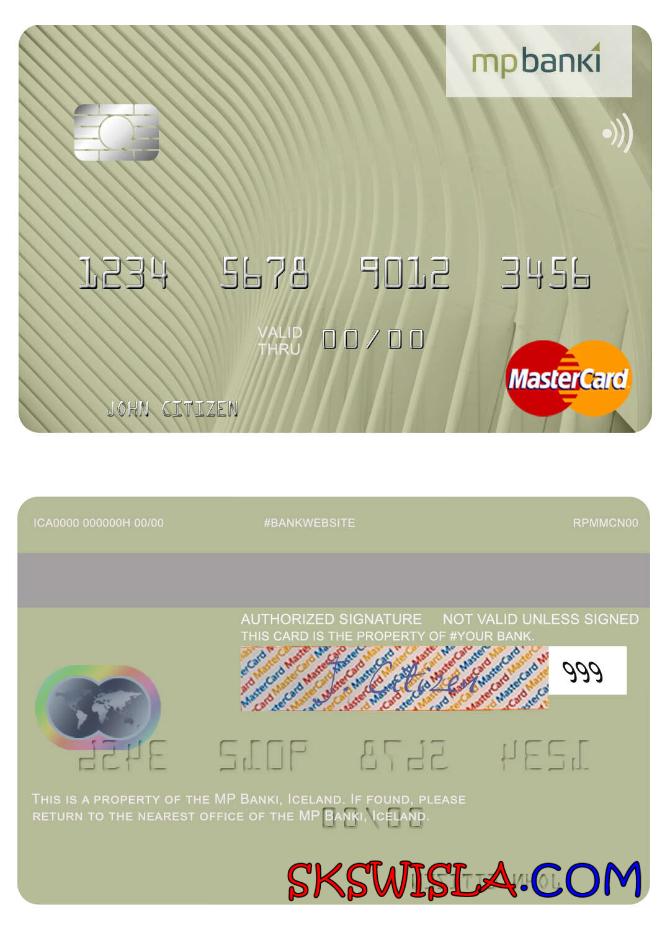 mpbanki
1234 5678 9012 3456
VALID
THRU 00/00
MasterCard
JOHN CITIZEN
ICA0000 000000H 00/00 #BANKWEBSITE RPMMCN00
AUTHORIZED SIGNATURE NOT VALID UNLESS SIGNED
THIS CARD IS THE PROPERTY OF #YOUR BANK.
J. Citizen 999
THIS IS A PROPERTY OF THE MP BANKI, ICELAND. IF FOUND, PLEASE
RETURN TO THE NEAREST OFFICE OF THE MP BANKI, ICELAND.
SKSWISLA.COM